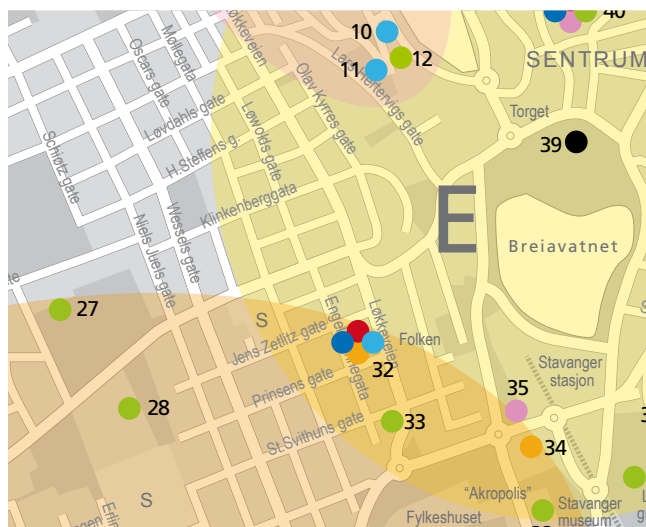 10
40
12
SENTRUM
11
Løkkeveien
Møllegata
Oscars gate
Lars Hertervigs gate
Olav Kyrres gate
Torget
39
Løvdahls gate
Løwolds gate
H.Steffens g.
Schiøtz gate
E
Klinkenberggata
Wessels gate
Niels Juels gate
Breiavatnet
27
S
Jens Zetlitz gate
Løkkeveien
Folken
32
Prinsens gate
Stavanger
stasjon
35
28
33
St.Svithuns gate
34
S
"Akropolis"
Stavanger
museum
Fylkeshuset